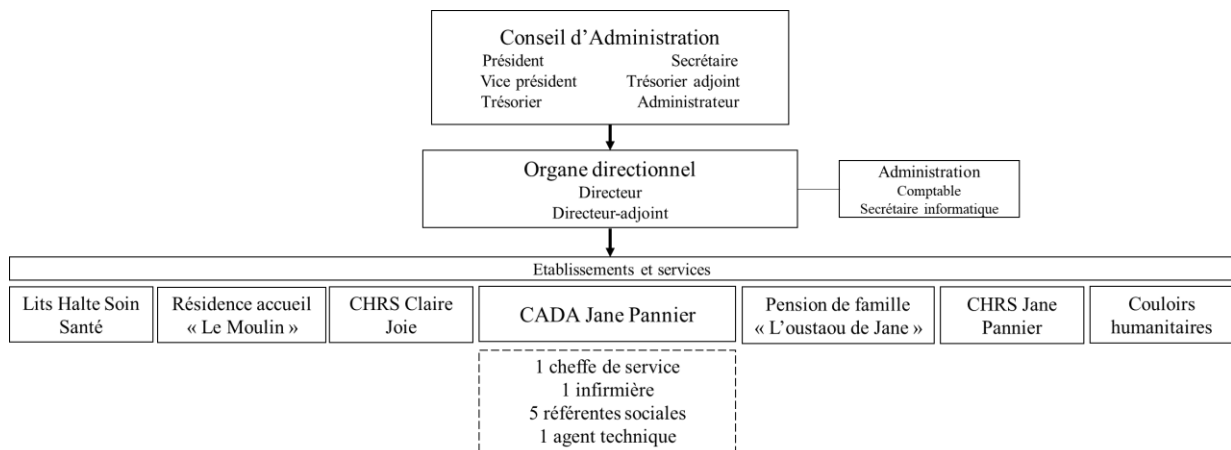 Conseil d’Administration
Président Secrétaire
Vice président Trésorier adjoint
Trésorier Administrateur
Organe directionnel
Directeur
Directeur-adjoint
Administration
Comptable
Secrétaire informatique
Etablissements et services
Lits Halte Soin
Santé
Résidence accueil
« Le Moulin »
CHRS Claire
Joie
CADA Jane Pannier
Pension de famille
« L’oustaou de Jane »
CHRS Jane
Pannier
Couloirs
humanitaires
1 cheffe de service
1 infirmière
5 référentes sociales
1 agent technique